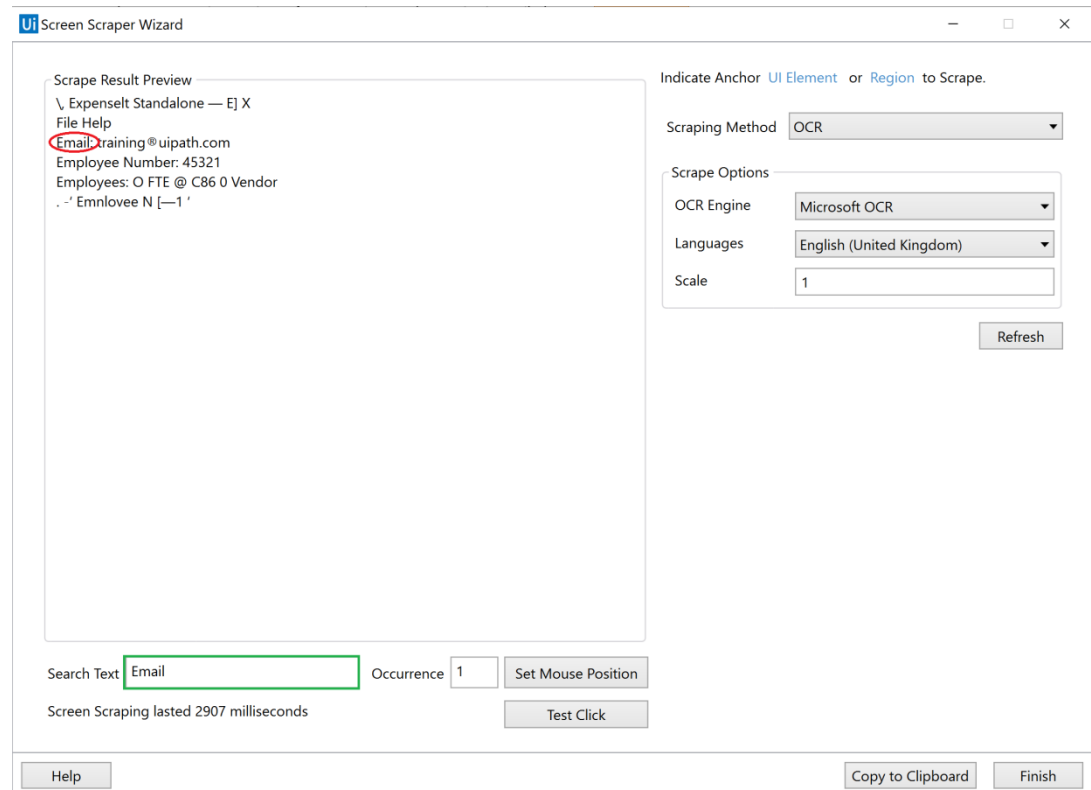 Ui Screen Scraper Wizard
Scrape Result Preview
\, Expenselt Standalone — E] X
File Help
Email: training®uipath.com
Employee Number: 45321
Employees: O FTE @ C86 0 Vendor
. -' Emnlovee N [—1 '
Indicate Anchor UI Element or Region to Scrape.
Scraping Method OCR
Scrape Options
OCR Engine Microsoft OCR
Languages English (United Kingdom)
Scale 1
Refresh
Search Text Email Occurrence 1 Set Mouse Position
Screen Scraping lasted 2907 milliseconds Test Click
Help Copy to Clipboard Finish